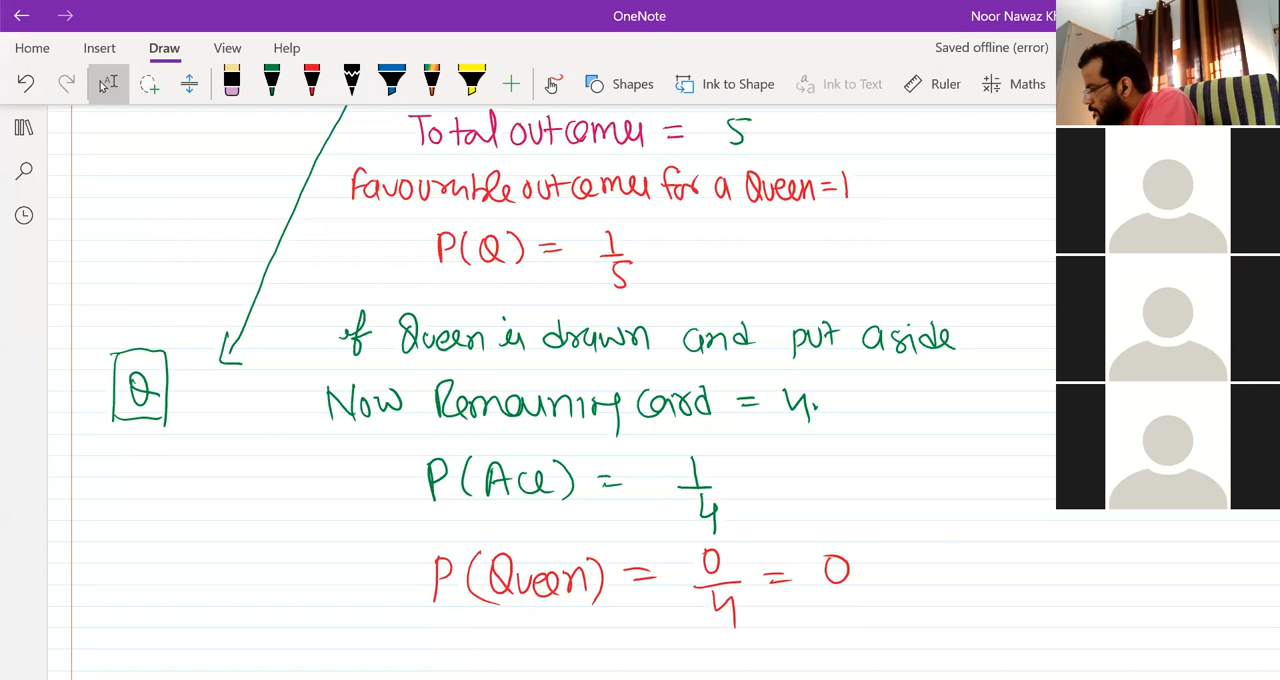 OneNote
Noor Nawaz Kh
Home Insert Draw View Help
Saved offline (error)
Shapes Ink to Shape Ink to Text Ruler Maths
Total outcomes = 5
favourable outcomes for a Queen = 1
P(Q) = 1/5
if Queen is drawn and put aside
Q
Now Remaining card = 4.
P(Ace) = 1/4
P(Queen) = 0/4 = 0